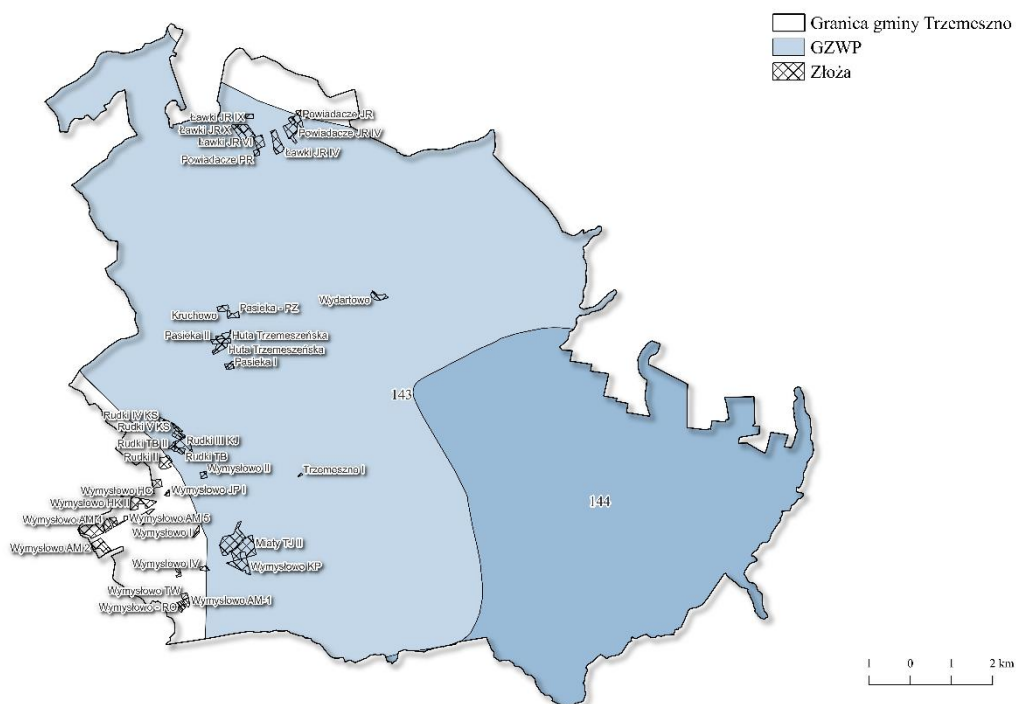 Granica gminy Trzemeszno
GZWP
Złoża
Ławki JR IX
Powiadacze JR
Ławki JR X
Powiadacze JR IV
Ławki JR VI
Ławki JR IV
Powiadacze PR
Wydartowo
Kruchowo
Pasieka - PZ
Pasieka II
Huta Trzemeszeńska
Huta Trzemeszeńska
Pasieka I
143
Rudki IV KS
Rudki V KS
Rudki TB II
Rudki III KJ
Rudki II
Rudki TB
Wymysłowo II
Trzemeszno I
Wymysłowo HC
Wymysłowo JP I
Wymysłowo HK II
Wymysłowo AM 5
Wymysłowo I
Wymysłowo AM 2
Miaty TJ II
Wymysłowo IV
Wymysłowo KP
Wymysłowo TW
Wymysłowo AM-1
Wymysłowo - RO
144
1 0 1 2 km